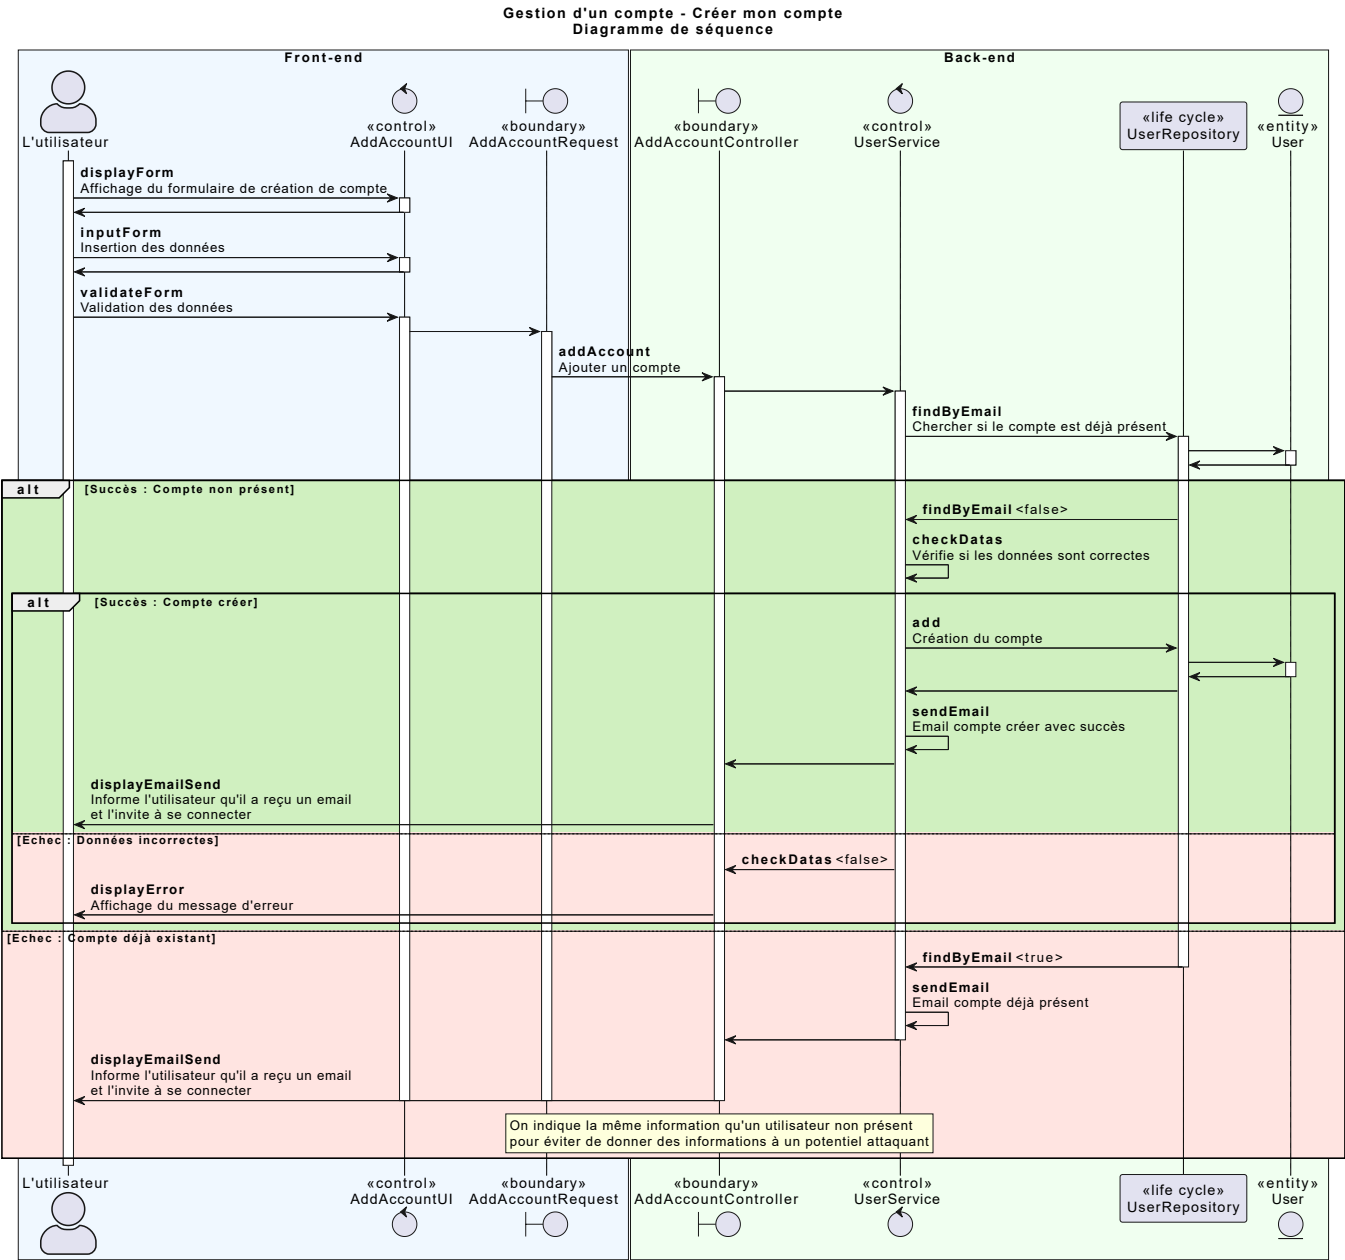 Gestion d'un compte - Créer mon compte
Diagramme de séquence
Front-end
Back-end
L'utilisateur
«control»
AddAccountUI
«boundary»
AddAccountRequest
«boundary»
AddAccountController
«control»
UserService
«life cycle»
UserRepository
«entity»
User
displayForm
Affichage du formulaire de création de compte
inputForm
Insertion des données
validateForm
Validation des données
addAccount
Ajouter un compte
findByEmail
Chercher si le compte est déjà présent
alt [Succès : Compte non présent]
findByEmail <false>
checkDatas
Vérifie si les données sont correctes
alt [Succès : Compte créer]
add
Création du compte
sendEmail
Email compte créer avec succès
displayEmailSend
Informe l'utilisateur qu'il a reçu un email
et l'invite à se connecter
[Echec : Données incorrectes]
checkDatas <false>
displayError
Affichage du message d'erreur
[Echec : Compte déjà existant]
findByEmail <true>
sendEmail
Email compte déjà présent
displayEmailSend
Informe l'utilisateur qu'il a reçu un email
et l'invite à se connecter
On indique la même information qu'un utilisateur non présent
pour éviter de donner des informations à un potentiel attaquant
L'utilisateur
«control»
AddAccountUI
«boundary»
AddAccountRequest
«boundary»
AddAccountController
«control»
UserService
«life cycle»
UserRepository
«entity»
User